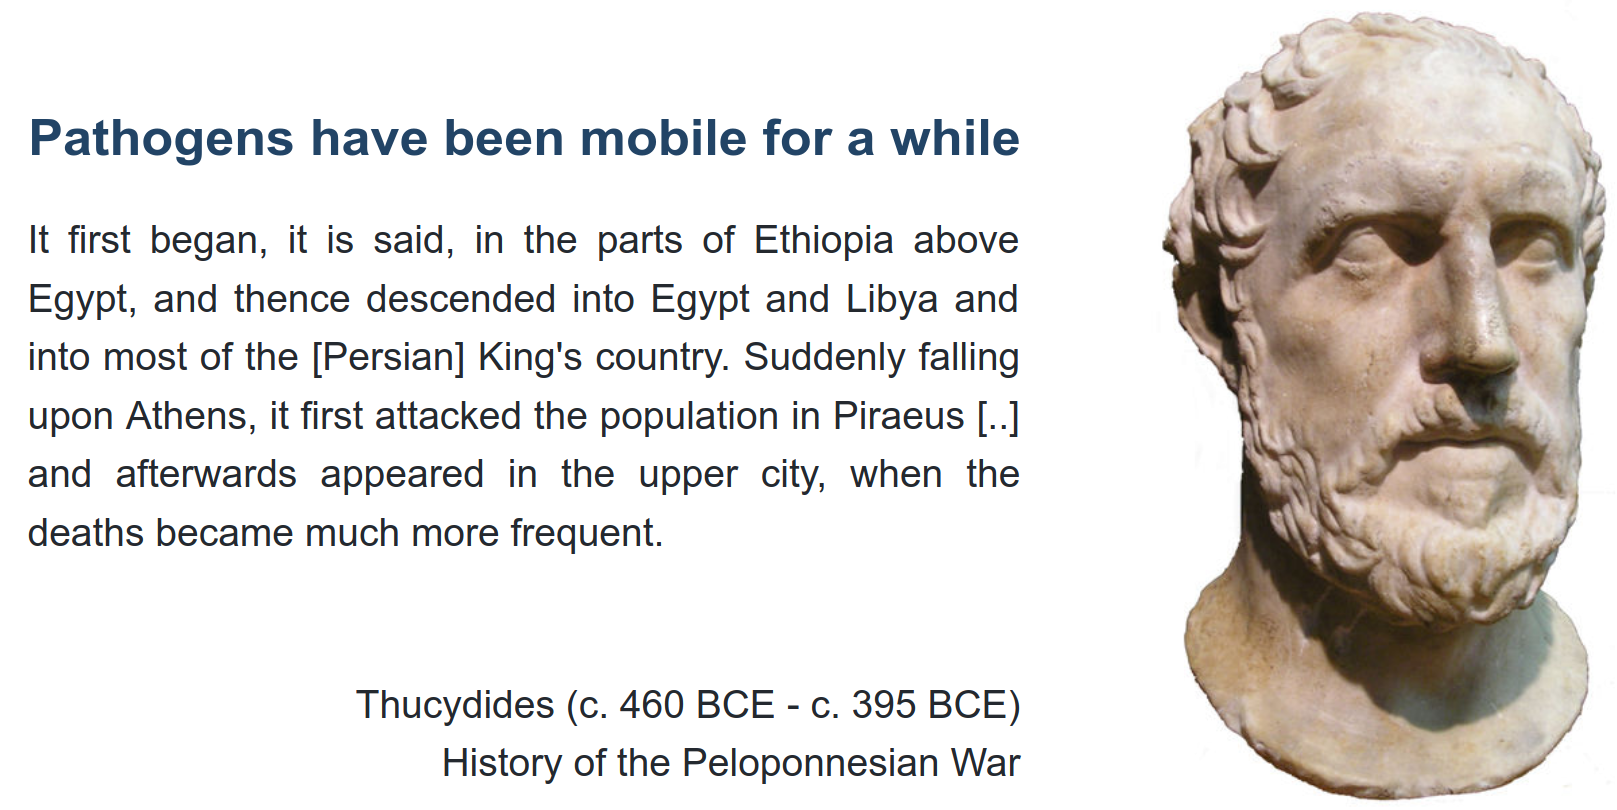 Pathogens have been mobile for a while
It first began, it is said, in the parts of Ethiopia above
Egypt, and thence descended into Egypt and Libya and
into most of the [Persian] King's country. Suddenly falling
upon Athens, it first attacked the population in Piraeus [..]
and afterwards appeared in the upper city, when the
deaths became much more frequent.
Thucydides (c. 460 BCE - c. 395 BCE)
History of the Peloponnesian War